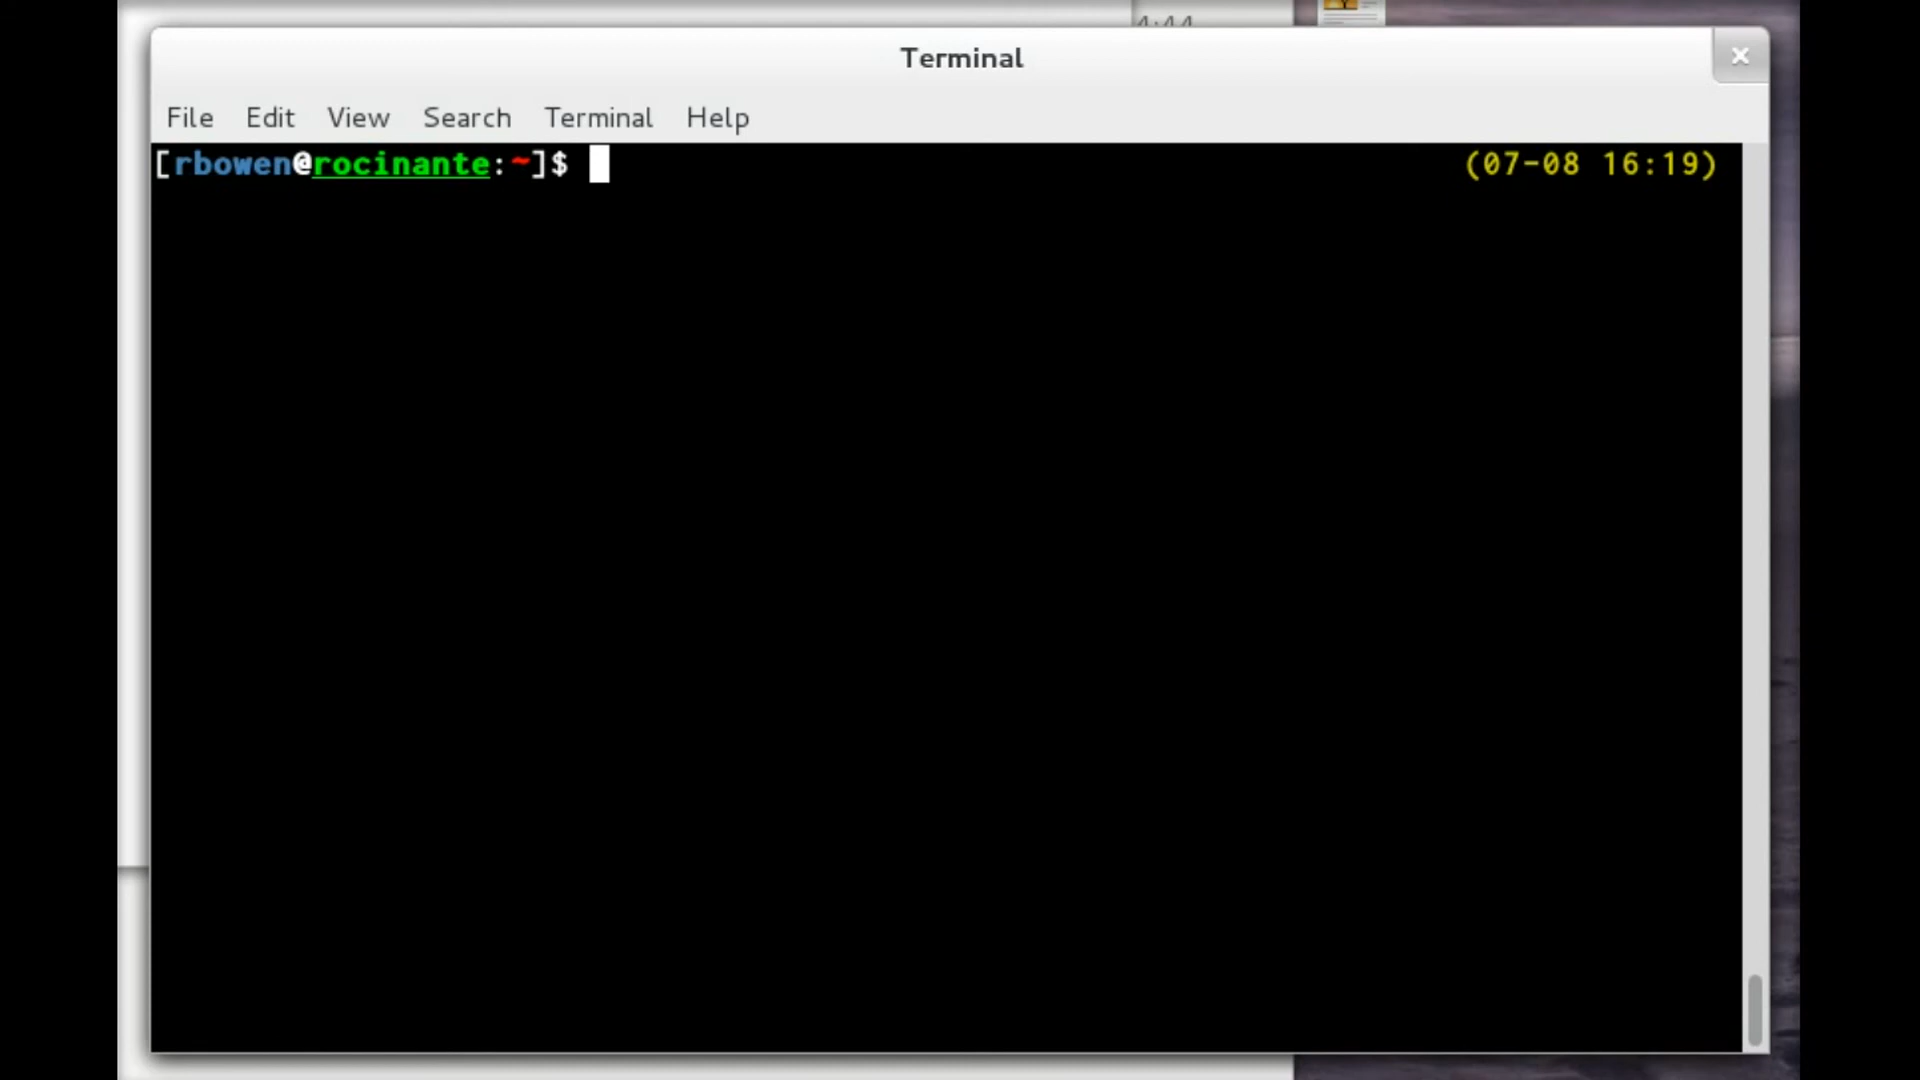 Terminal
File Edit View Search Terminal Help
[rbowen@rocinante:~]$ (07-08 16:19)